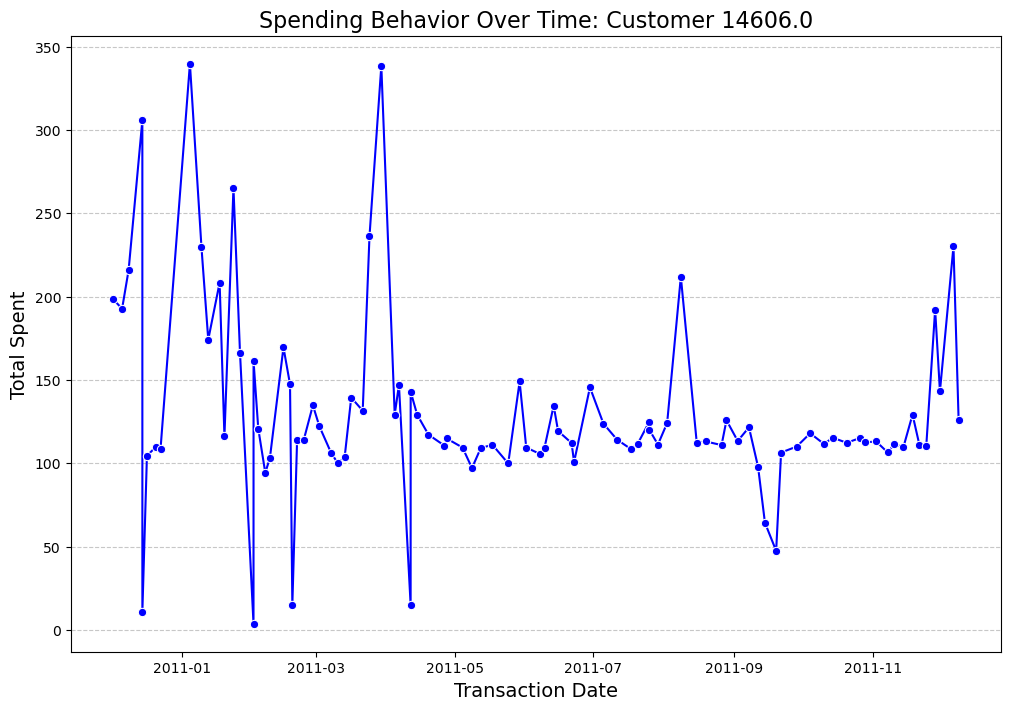 Spending Behavior Over Time: Customer 14606.0
Total Spent
350
300
250
200
150
100
50
0
2011-01 2011-03 2011-05 2011-07 2011-09 2011-11
Transaction Date